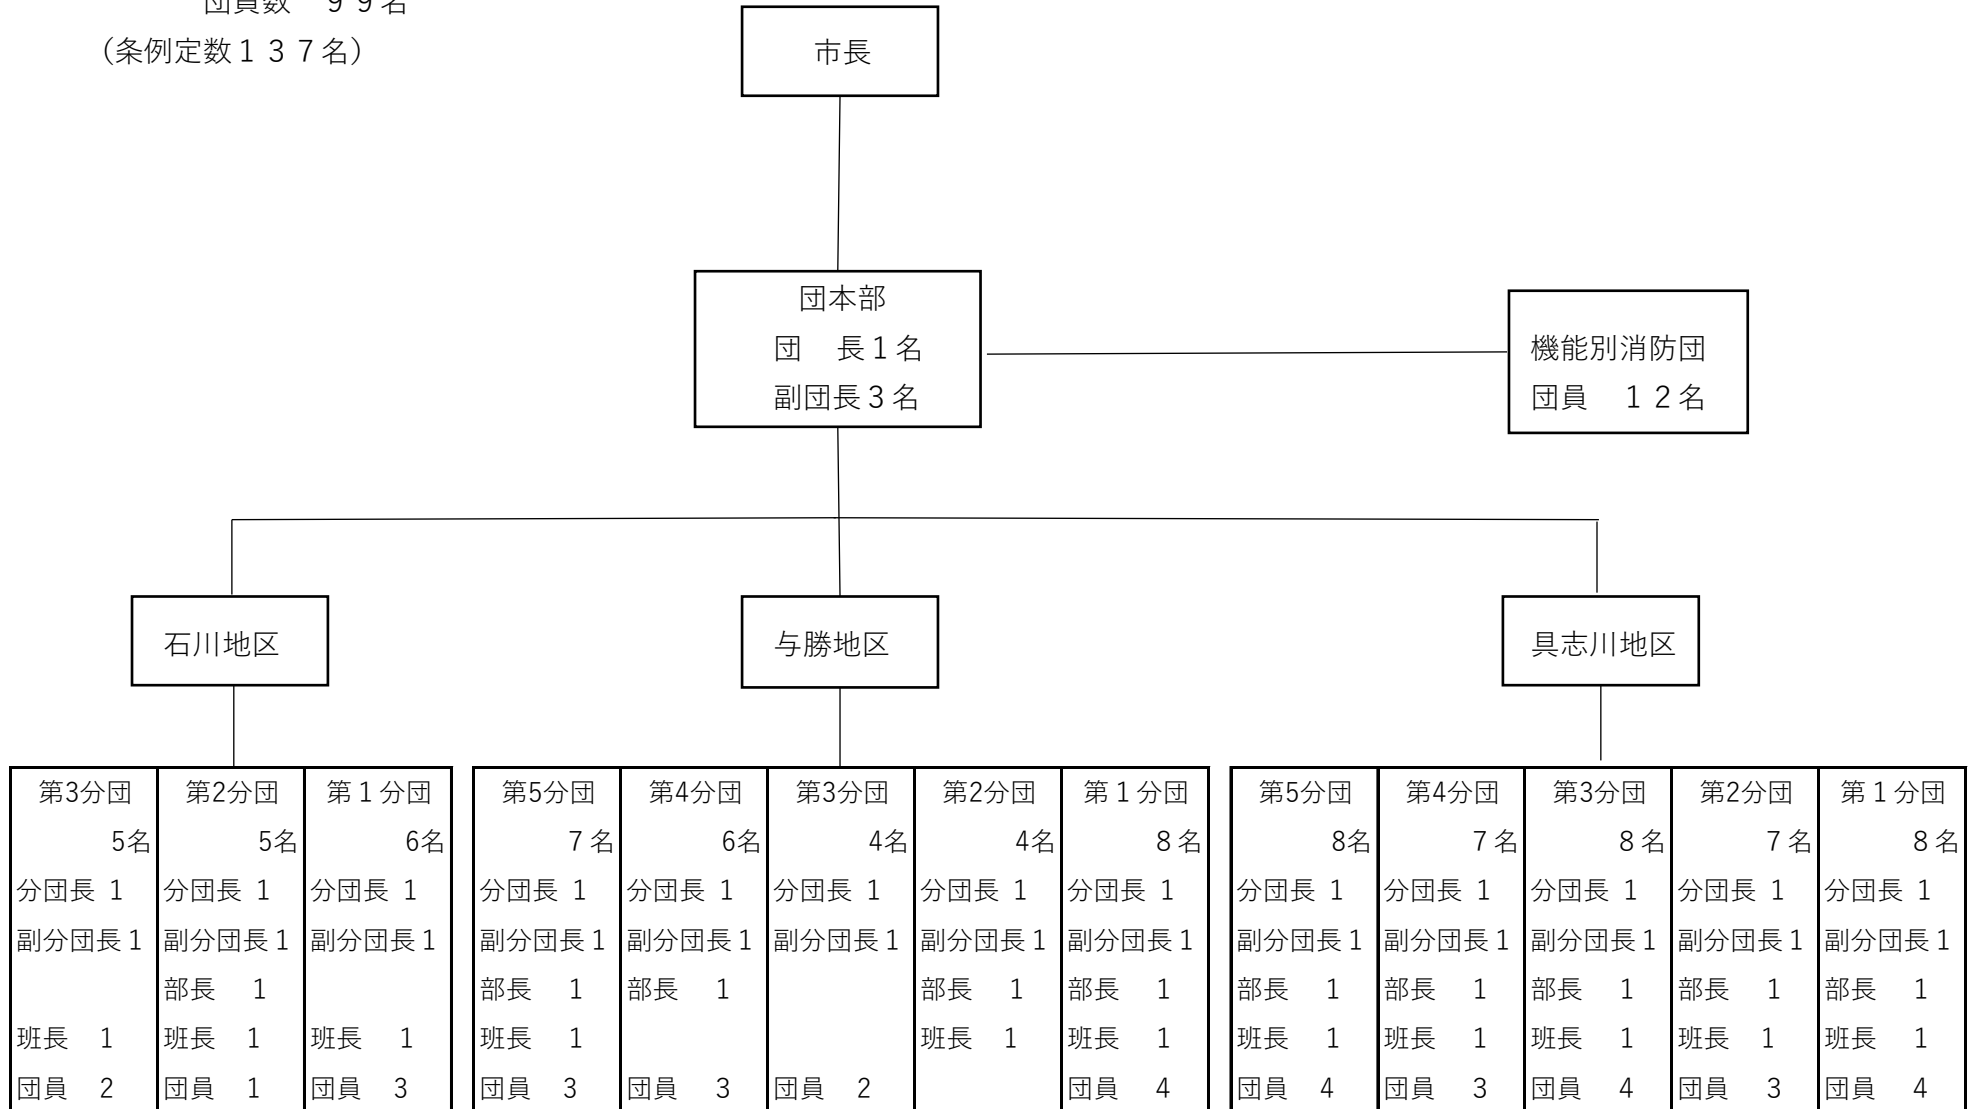 団員数　９９名
（条例定数１３７名）
市長
団本部
団　長１名
副団長３名
機能別消防団
団員　１２名
石川地区
与勝地区
具志川地区
第3分団 第2分団 第１分団 第5分団 第4分団 第3分団 第2分団 第１分団 第5分団 第4分団 第3分団 第2分団 第１分団
5名 5名 6名 ７名 6名 4名 4名 ８名 8名 ７名 ８名 ７名 ８名
分団長 1 分団長 1 分団長 1 分団長 1 分団長 1 分団長 1 分団長 1 分団長 1 分団長 1 分団長 1 分団長 1 分団長 1 分団長 1
副分団長1 副分団長1 副分団長1 副分団長1 副分団長1 副分団長1 副分団長1 副分団長1 副分団長1 副分団長1 副分団長1 副分団長1 副分団長1
部長　1 部長　1 部長　1 部長　1 部長　1 部長　1 部長　1 部長　1 部長　1 部長　1
班長　1 班長　1 班長　1 班長　1 班長　1 班長　1 班長　1 班長　1 班長　1 班長　1 班長　1
団員　2 団員　1 団員　3 団員　3 団員　3 団員　2 団員　4 団員　4 団員　3 団員　4 団員　3 団員　4